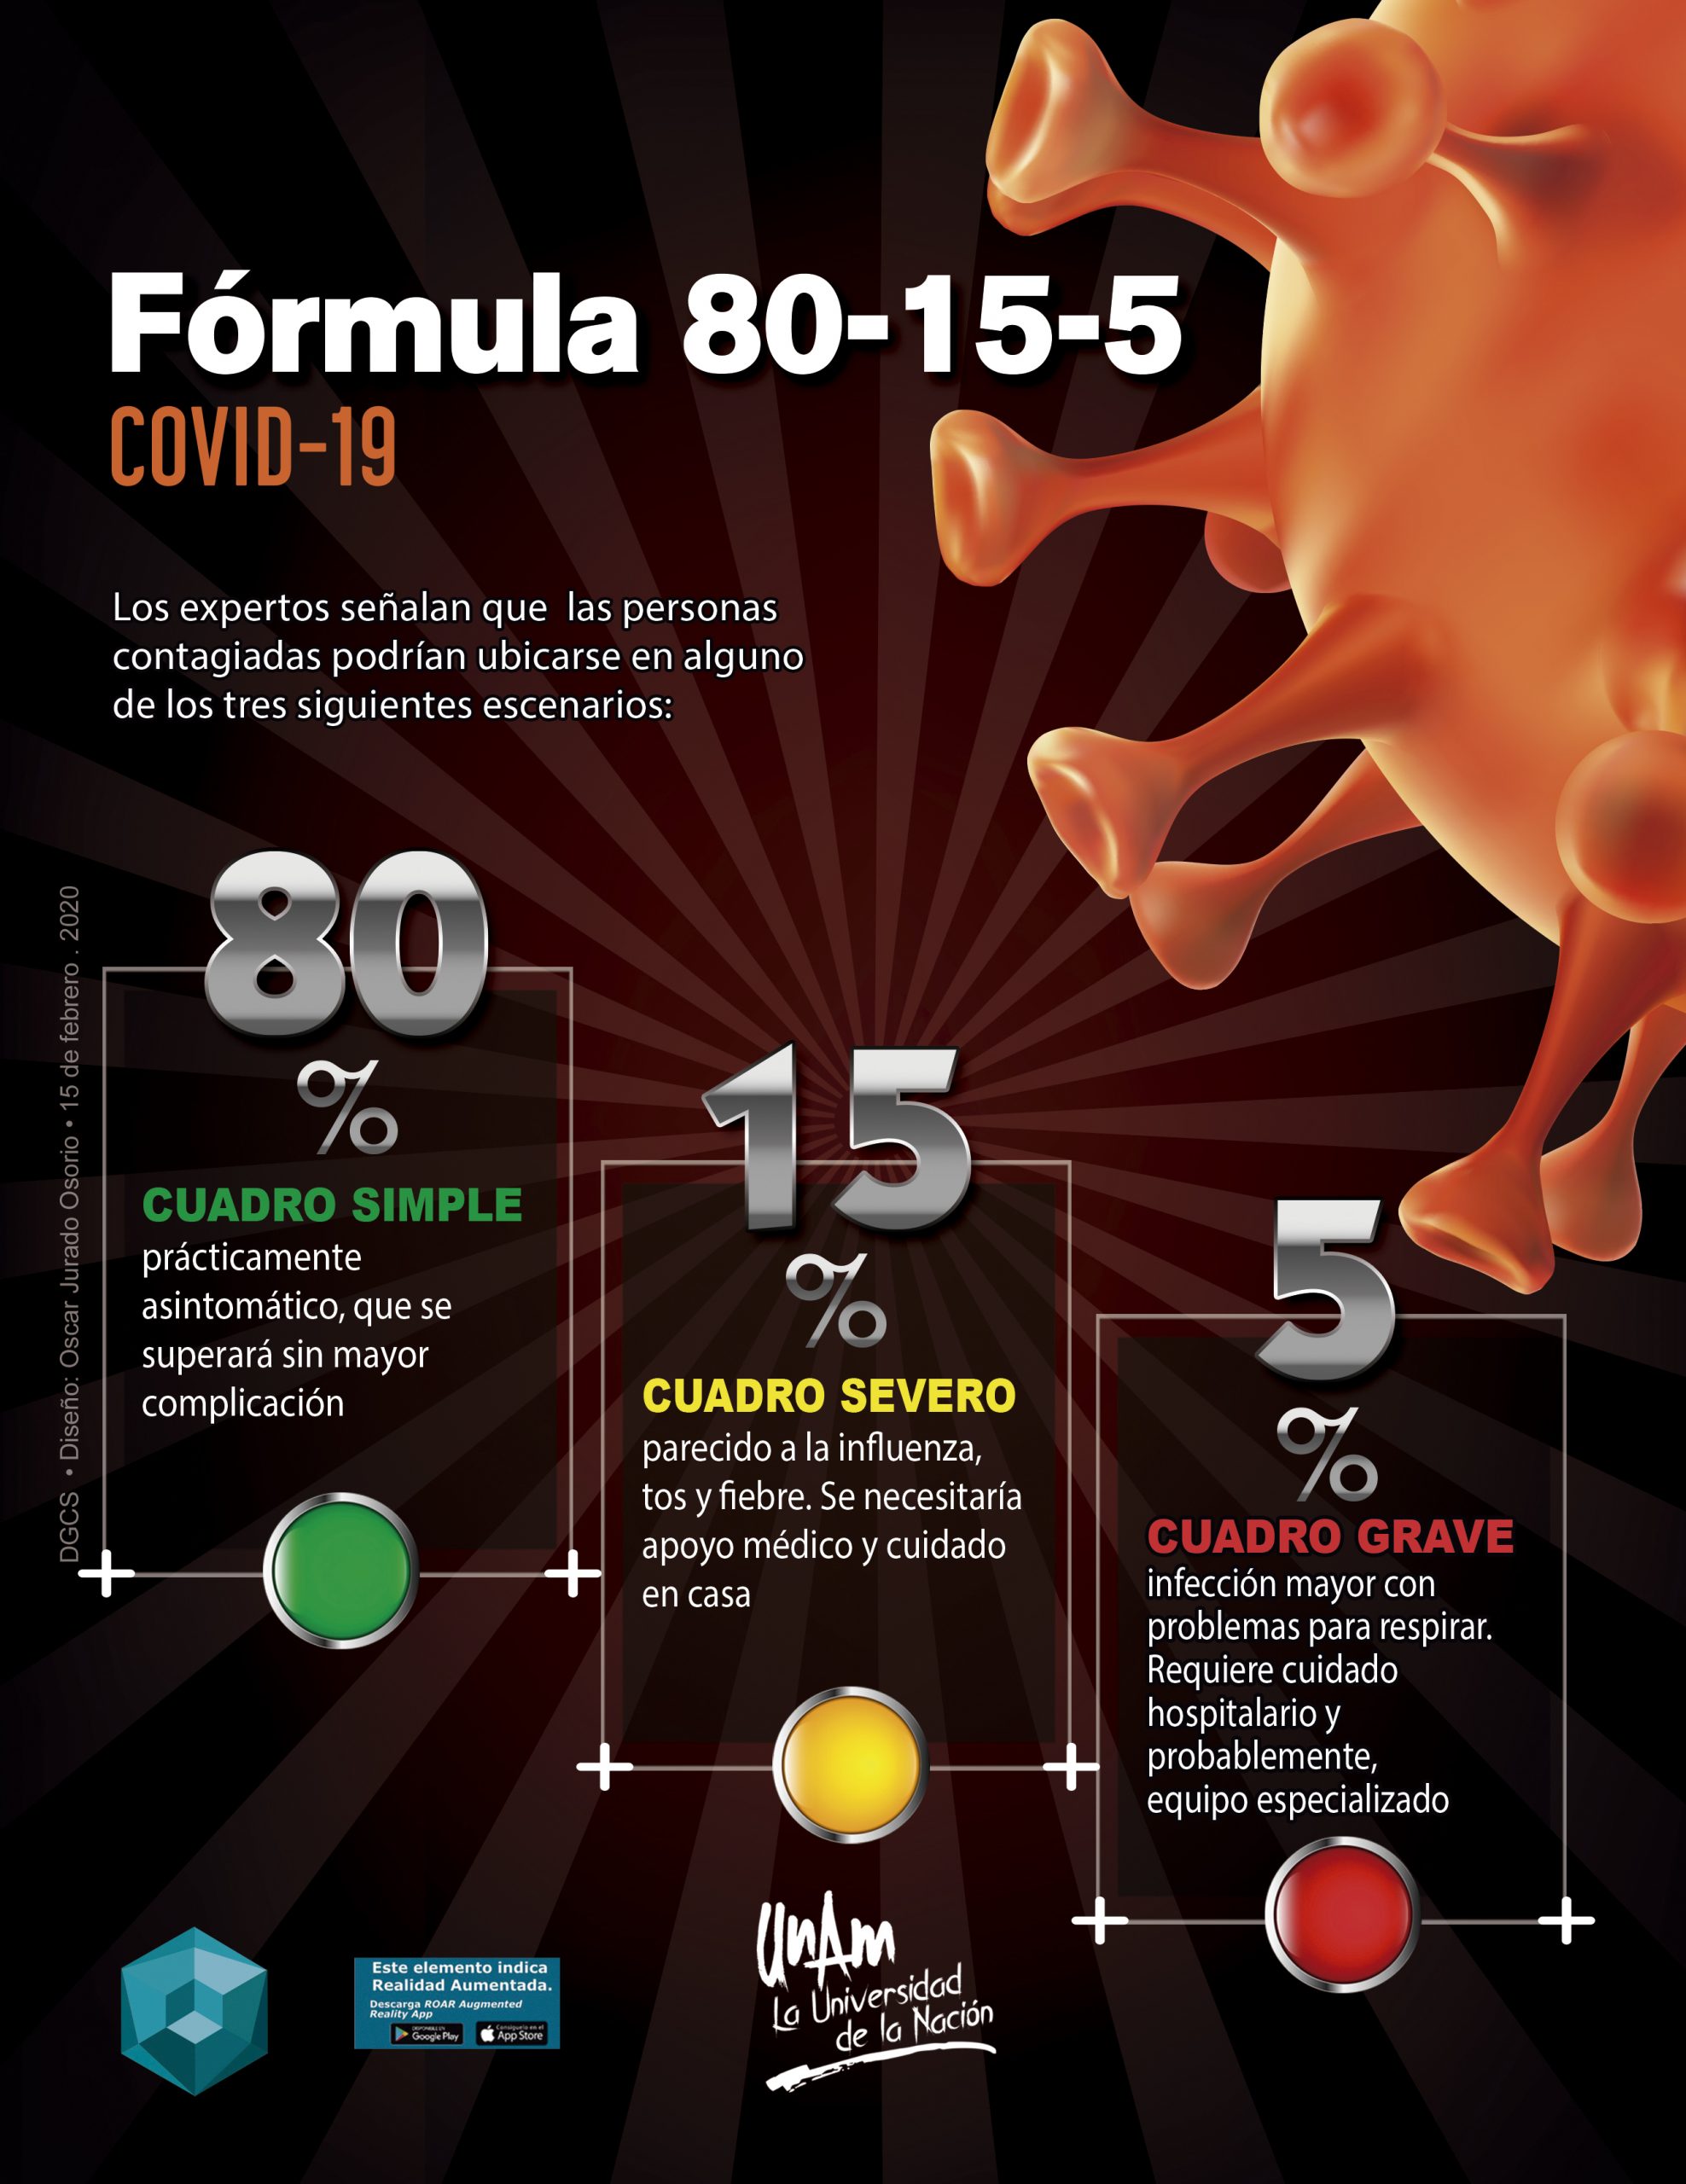 Fórmula 80-15-5
COVID-19
Los expertos señalan que las personas
contagiadas podrían ubicarse en alguno
de los tres siguientes escenarios:
80
%
CUADRO SIMPLE
prácticamente
asintomático, que se
superará sin mayor
complicación
15
%
CUADRO SEVERO
parecido a la influenza,
tos y fiebre. Se necesitaría
apoyo médico y cuidado
en casa
5
%
CUADRO GRAVE
infección mayor con
problemas para respirar.
Requiere cuidado
hospitalario y
probablemente,
equipo especializado
DGCS • Diseño: Oscar Jurado Osorio • 15 de febrero . 2020
Este elemento indica
Realidad Aumentada.
Descarga ROAR Augmented
Reality App
DISPONIBLE EN
Google Play
Consíguelo en el
App Store
UnAm
La Universidad
de la Nación